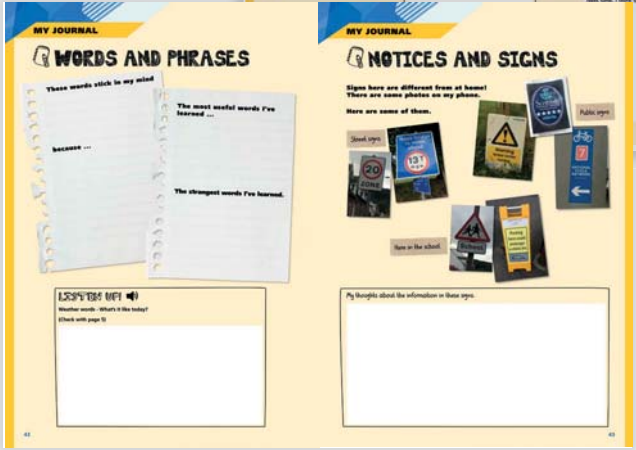 MY JOURNAL
WORDS AND PHRASES
These words stick in my mind
because ...
The most useful words I've
learned ...
The strangest words I've learned.
LISTEN UP!
Weather words - What's it like today?
(Check with page 5)
42
MY JOURNAL
NOTICES AND SIGNS
Signs here are different from at home!
There are some photos on my phone.
Here are some of them.
Street signs
20
ZONE
Warning
Public signs
7
Here in the school
School
My thoughts about the information in these signs.
43